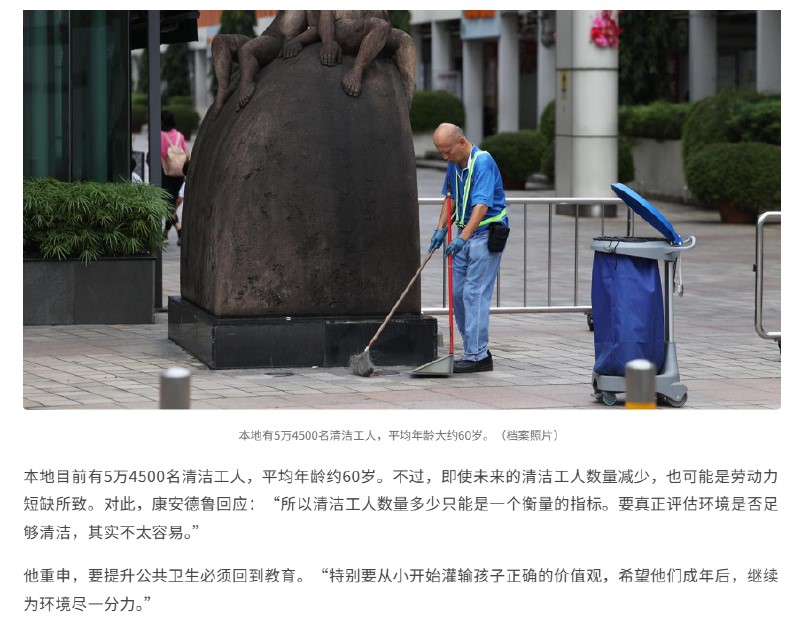 本地有5万4500名清洁工人，平均年龄大约60岁。（档案照片）
本地目前有5万4500名清洁工人，平均年龄约60岁。不过，即使未来的清洁工人数量减少，也可能是劳动力
短缺所致。对此，康安德鲁回应：“所以清洁工人数量多少只能是一个衡量的指标。要真正评估环境是否足
够清洁，其实不太容易。”
他重申，要提升公共卫生必须回到教育。“特别要从小开始灌输孩子正确的价值观，希望他们成年后，继续
为环境尽一分力。”